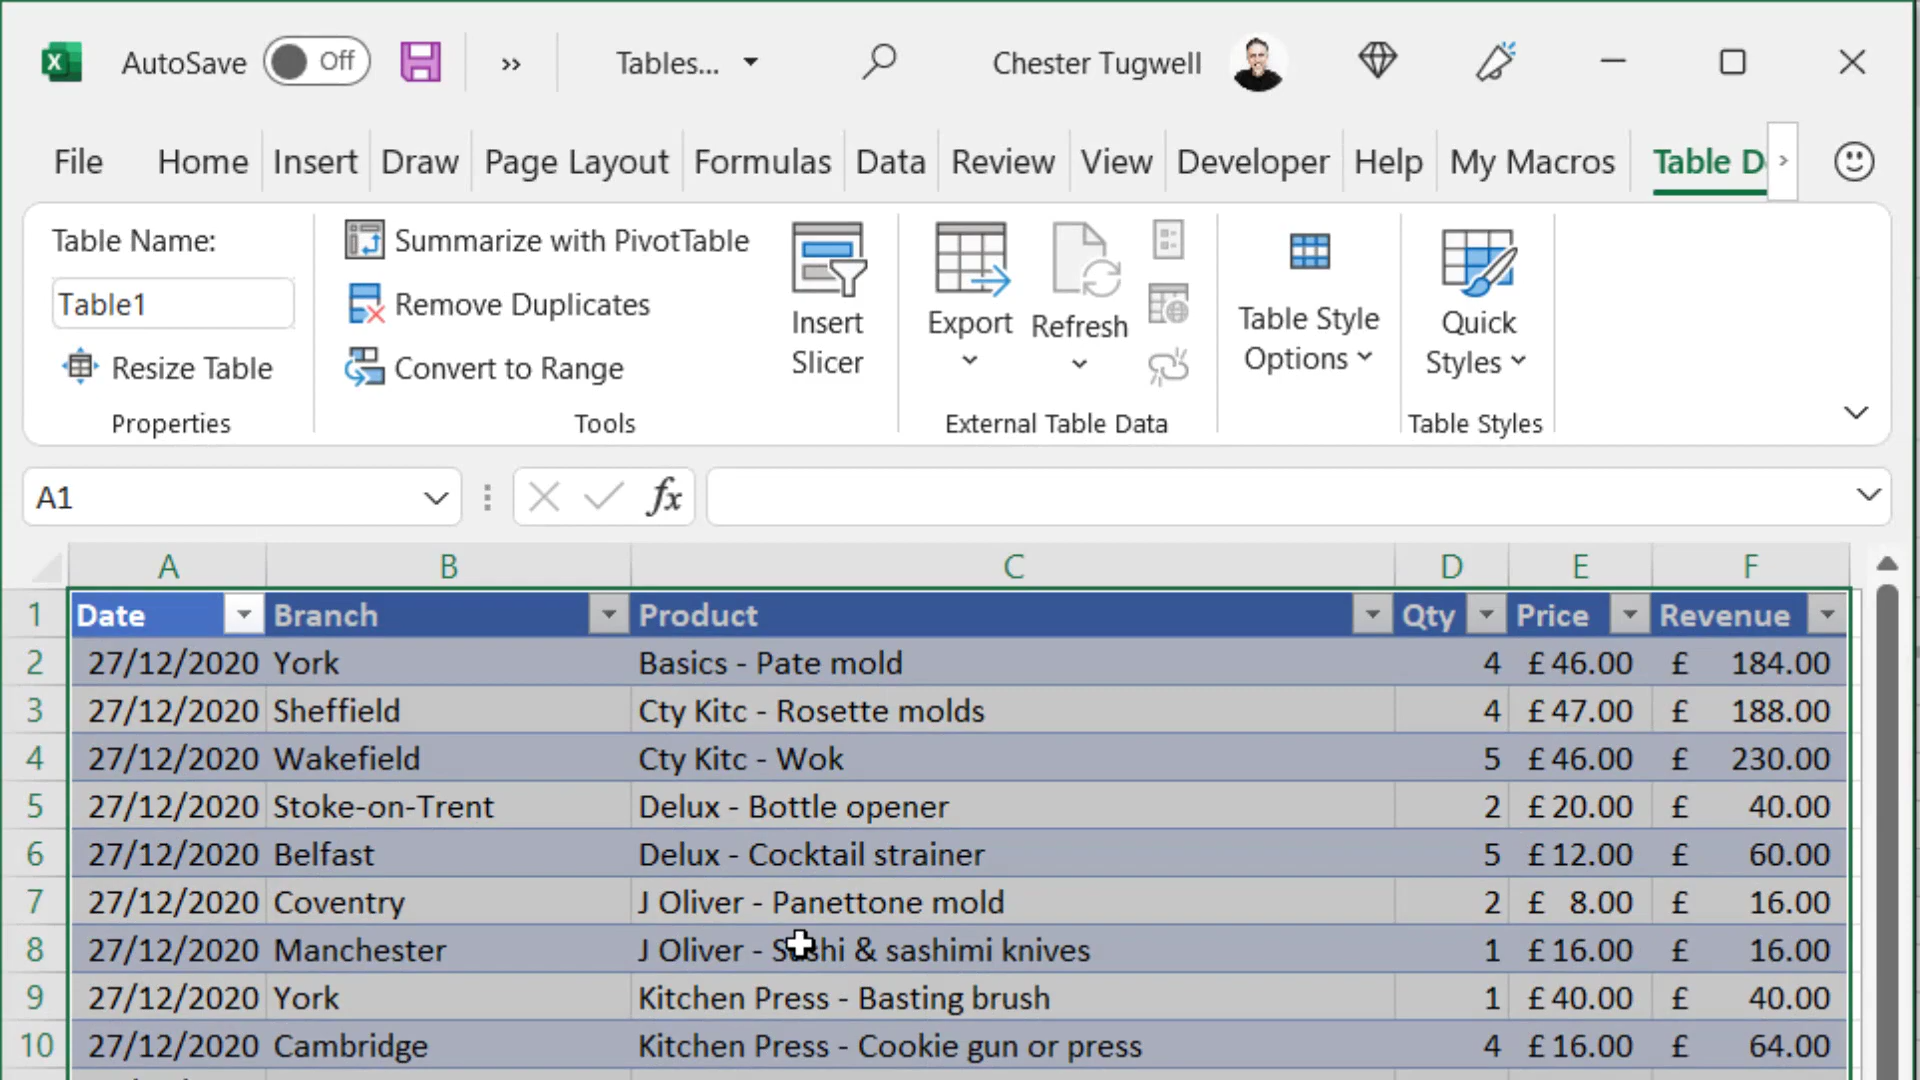 AutoSave Off Tables... Chester Tugwell
File Home Insert Draw Page Layout Formulas Data Review View Developer Help My Macros Table D
Table Name:
Table1
Resize Table
Properties
Summarize with PivotTable
Remove Duplicates
Convert to Range
Insert
Slicer
Tools
Export
Refresh
External Table Data
Table Style
Options
Quick
Styles
Table Styles
A1 fx
A B C D E F
1 Date Branch Product Qty Price Revenue
2 27/12/2020 York Basics - Pate mold 4 £ 46.00 £ 184.00
3 27/12/2020 Sheffield Cty Kitc - Rosette molds 4 £ 47.00 £ 188.00
4 27/12/2020 Wakefield Cty Kitc - Wok 5 £ 46.00 £ 230.00
5 27/12/2020 Stoke-on-Trent Delux - Bottle opener 2 £ 20.00 £ 40.00
6 27/12/2020 Belfast Delux - Cocktail strainer 5 £ 12.00 £ 60.00
7 27/12/2020 Coventry J Oliver - Panettone mold 2 £ 8.00 £ 16.00
8 27/12/2020 Manchester J Oliver - Sushi & sashimi knives 1 £ 16.00 £ 16.00
9 27/12/2020 York Kitchen Press - Basting brush 1 £ 40.00 £ 40.00
10 27/12/2020 Cambridge Kitchen Press - Cookie gun or press 4 £ 16.00 £ 64.00